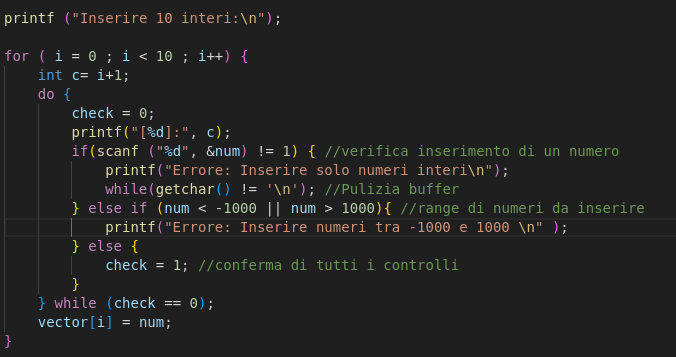 printf ("Inserire 10 interi:\n");
for ( i = 0 ; i < 10 ; i++) {
int c= i+1;
do {
check = 0;
printf("[%d]:", c);
if(scanf ("%d", &num) != 1) { //verifica inserimento di un numero
printf("Errore: Inserire solo numeri interi\n");
while(getchar() != '\n'); //Pulizia buffer
} else if (num < -1000 || num > 1000){ //range di numeri da inserire
printf("Errore: Inserire numeri tra -1000 e 1000 \n" );
} else {
check = 1; //conferma di tutti i controlli
}
} while (check == 0);
vector[i] = num;
}